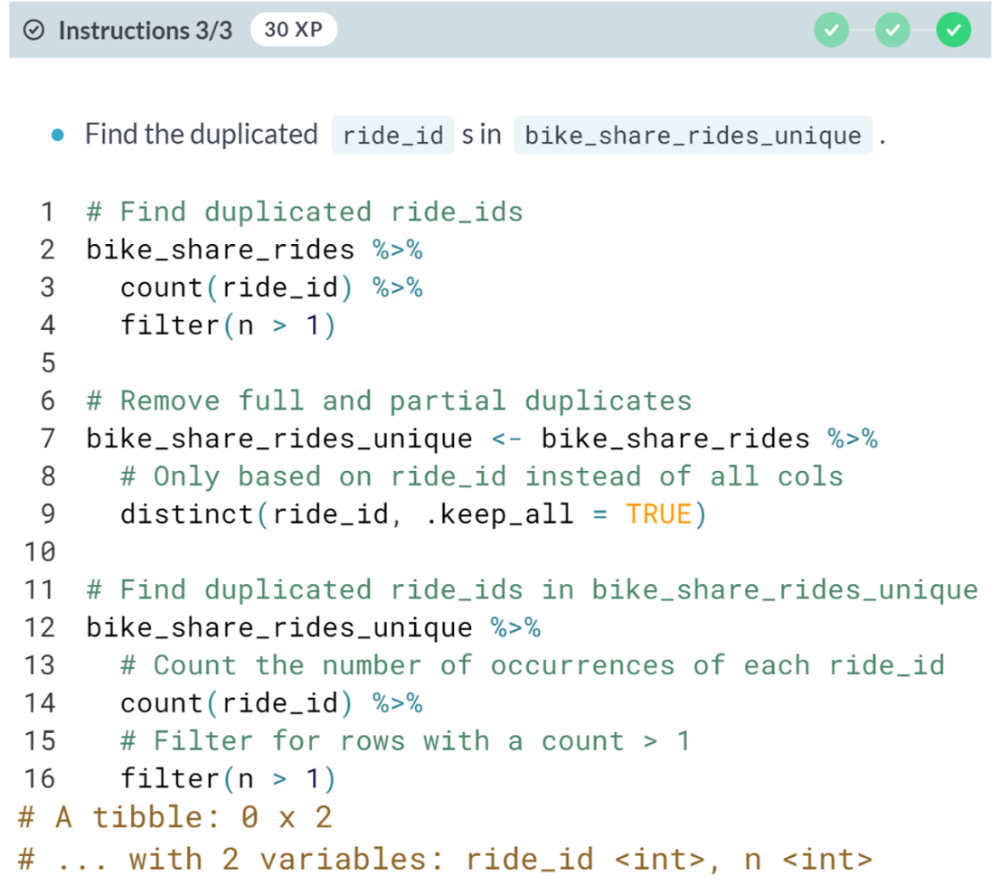 Instructions 3/3 30 XP
Find the duplicated ride_id s in bike_share_rides_unique .
1 # Find duplicated ride_ids
2 bike_share_rides %>%
3   count(ride_id) %>%
4   filter(n > 1)
5
6 # Remove full and partial duplicates
7 bike_share_rides_unique <- bike_share_rides %>%
8   # Only based on ride_id instead of all cols
9   distinct(ride_id, .keep_all = TRUE)
10
11 # Find duplicated ride_ids in bike_share_rides_unique
12 bike_share_rides_unique %>%
13   # Count the number of occurrences of each ride_id
14   count(ride_id) %>%
15   # Filter for rows with a count > 1
16   filter(n > 1)
# A tibble: 0 x 2
# ... with 2 variables: ride_id <int>, n <int>